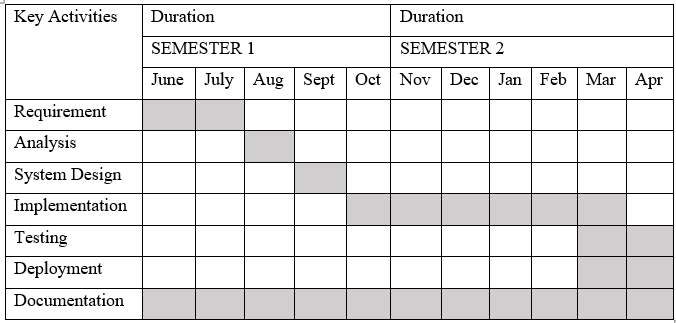 Key Activities Duration Duration
SEMESTER 1 SEMESTER 2
June July Aug Sept Oct Nov Dec Jan Feb Mar Apr
Requirement
Analysis
System Design
Implementation
Testing
Deployment
Documentation